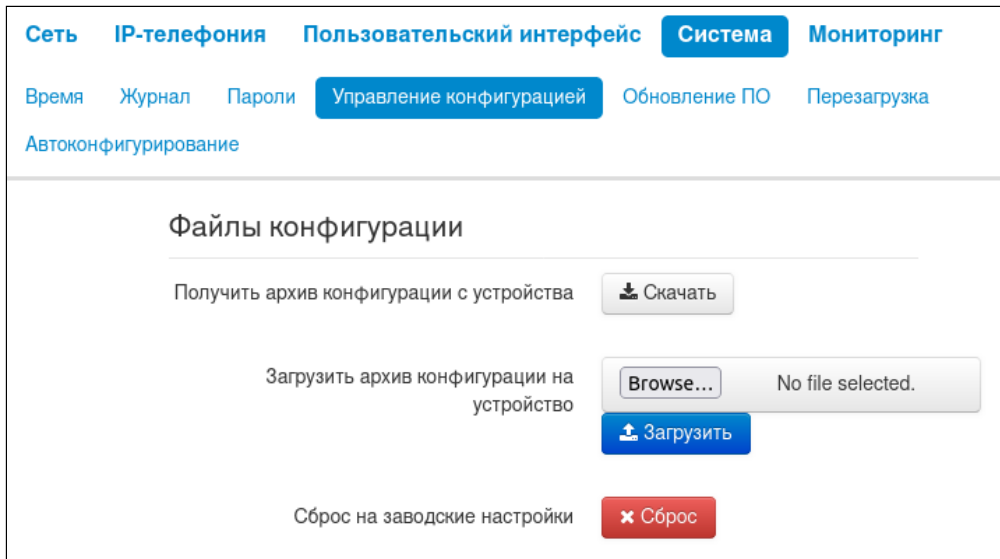 Сеть IP-телефония Пользовательский интерфейс Система Мониторинг
Время Журнал Пароли Управление конфигурацией Обновление ПО Перезагрузка
Автоконфигурирование
Файлы конфигурации
Получить архив конфигурации с устройства Скачать
Загрузить архив конфигурации на
устройство
Browse... No file selected.
Загрузить
Сброс на заводские настройки Сброс